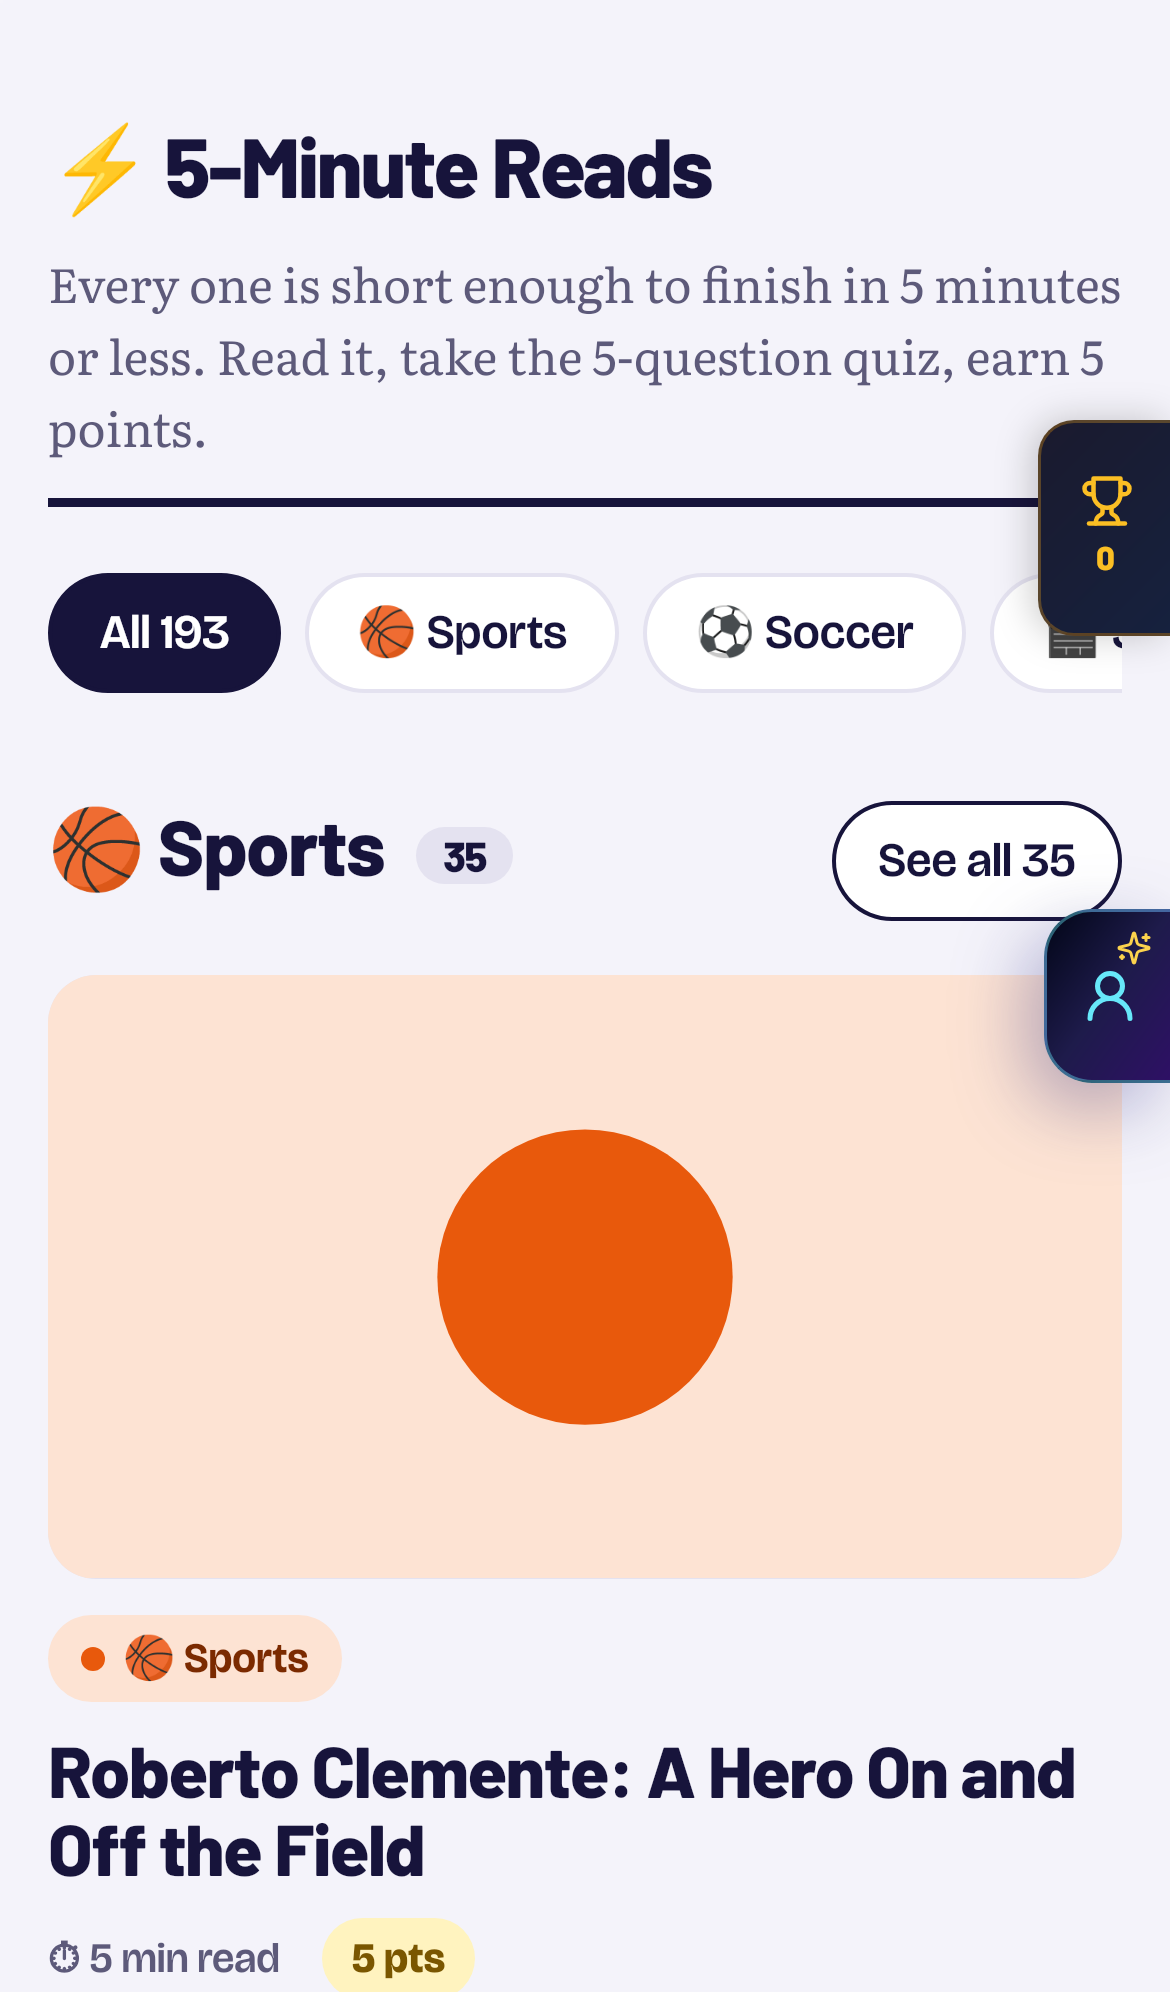 ⚡ 5-Minute Reads
Every one is short enough to finish in 5 minutes
or less. Read it, take the 5-question quiz, earn 5
points.
0
All 193
🏀 Sports
⚽ Soccer
🏀 Sports 35
See all 35
🏀 Sports
Roberto Clemente: A Hero On and
Off the Field
⏱ 5 min read
5 pts